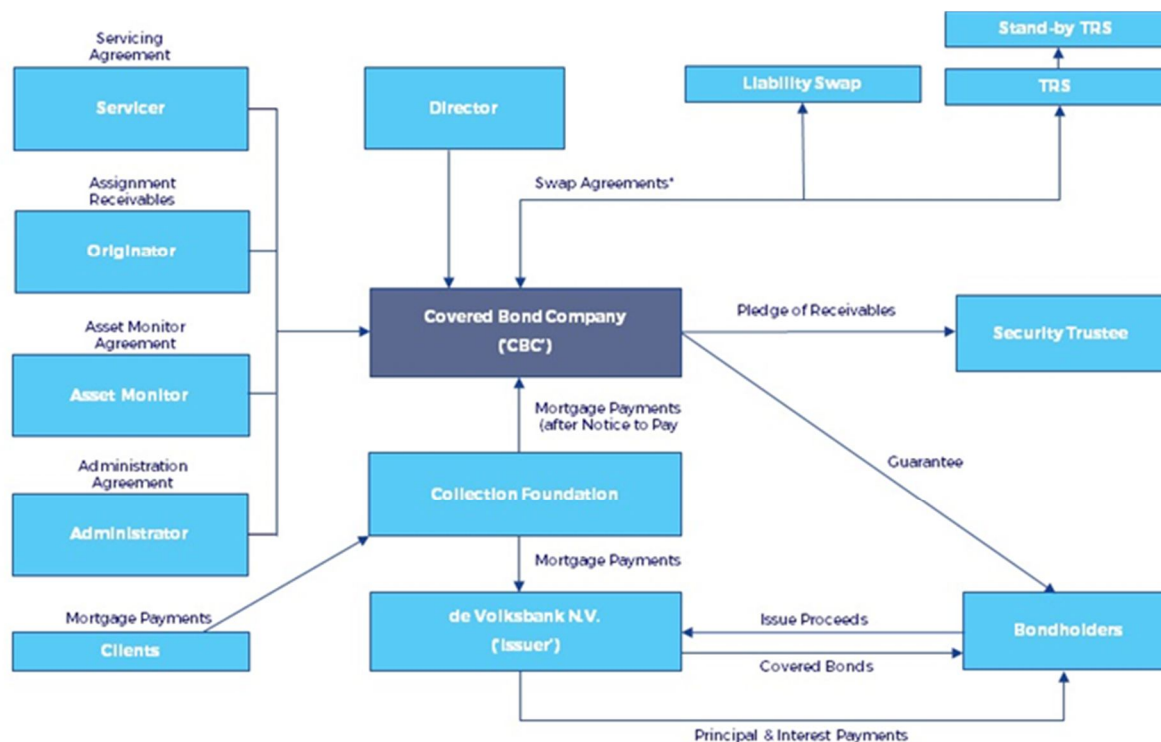 Stand-by TRS
Servicing
Agreement
Servicer
Director
Liability Swap
TRS
Swap Agreements*
Assignment
Receivables
Originator
Covered Bond Company
('CBC')
Pledge of Receivables
Security Trustee
Asset Monitor
Agreement
Asset Monitor
Mortgage Payments
(after Notice to Pay
Guarantee
Administration
Agreement
Administrator
Collection Foundation
Mortgage Payments
Mortgage Payments
Clients
de Volksbank N.V.
('Issuer')
Issue Proceeds
Covered Bonds
Bondholders
Principal & Interest Payments